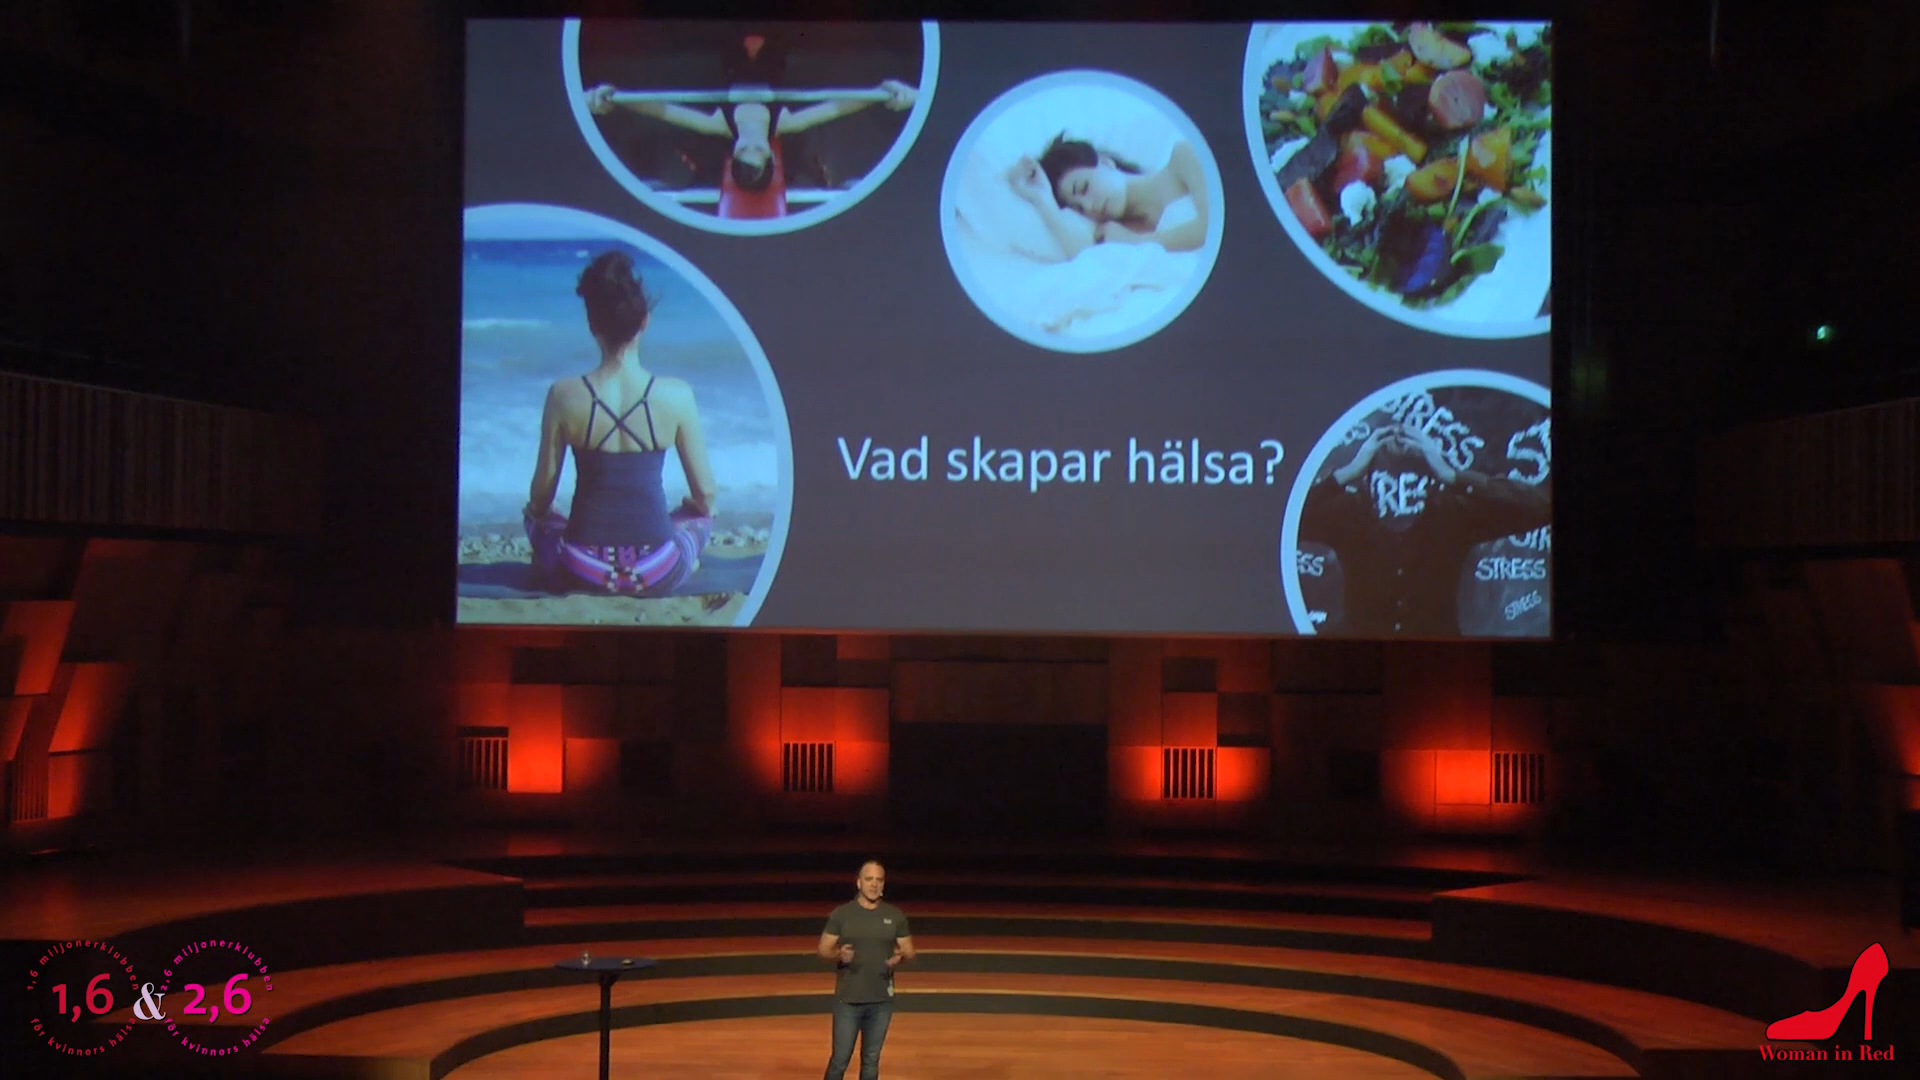 Vad skapar hälsa?
STRESS
STRESS
STRESS
1,6 miljonerklubben
1,6 & 2,6
för kvinnors hälsa
2,6 miljonerklubben
för kvinnors hälsa
Woman in Red